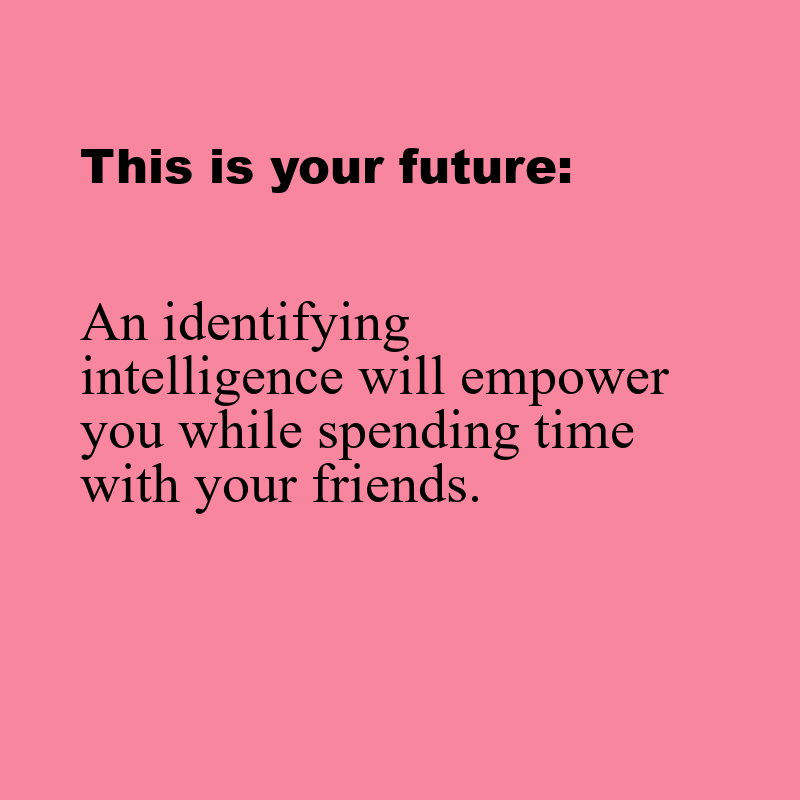 This is your future:
An identifying
intelligence will empower
you while spending time
with your friends.